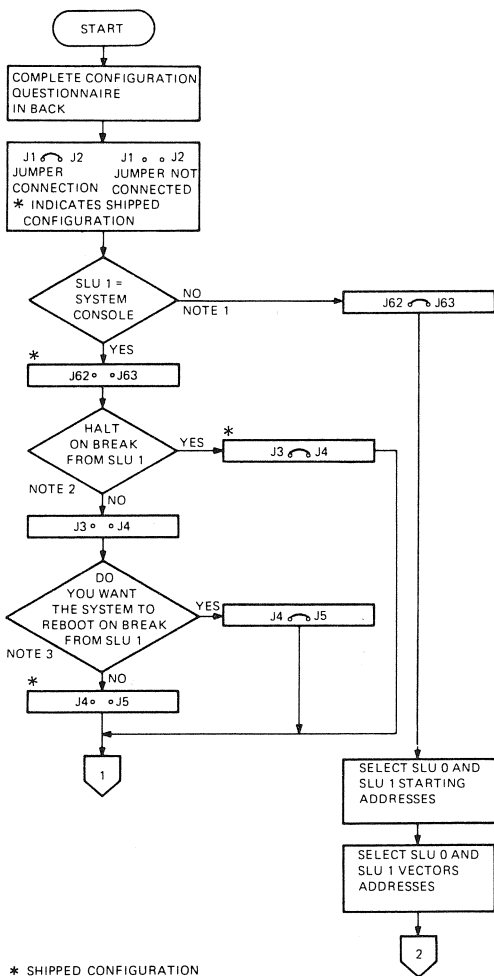 START
COMPLETE CONFIGURATION
QUESTIONNAIRE
IN BACK
J1 J2 J1 J2
JUMPER JUMPER NOT
CONNECTION CONNECTED
* INDICATES SHIPPED
CONFIGURATION
SLU 1 =
SYSTEM
CONSOLE
NO
NOTE 1
J62 J63
YES
*
J62 J63
HALT
ON BREAK
FROM SLU 1
YES
*
J3 J4
NOTE 2
NO
J3 J4
DO
YOU WANT
THE SYSTEM TO
REBOOT ON BREAK
FROM SLU 1
YES
J4 J5
NOTE 3
NO
*
J4 J5
1
SELECT SLU 0 AND
SLU 1 STARTING
ADDRESSES
SELECT SLU 0 AND
SLU 1 VECTORS
ADDRESSES
2
* SHIPPED CONFIGURATION